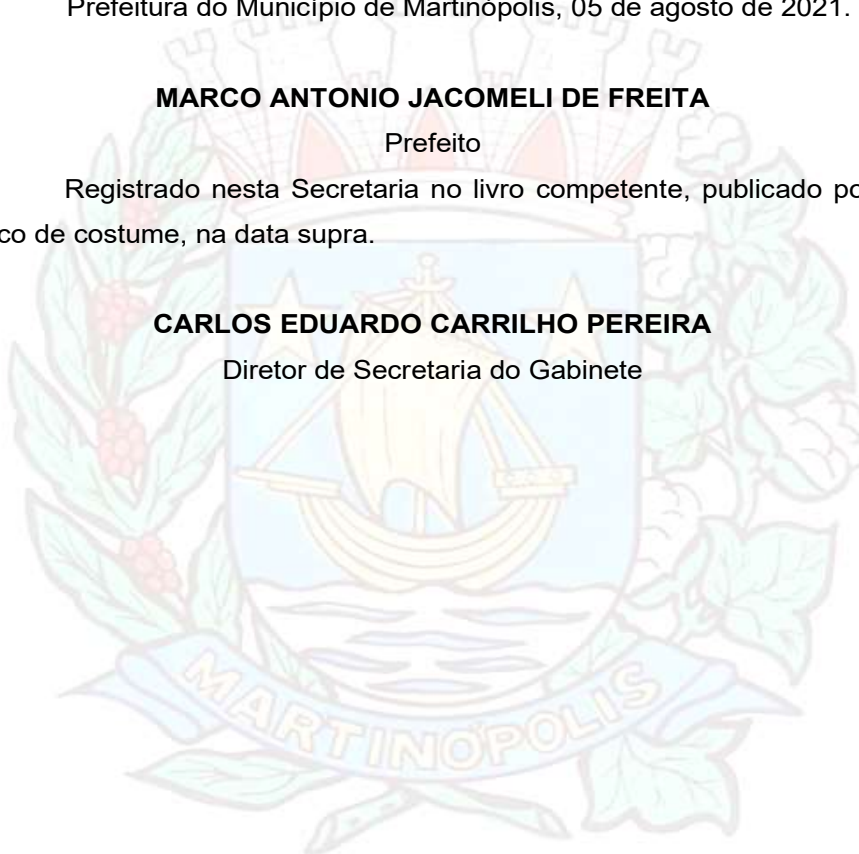 Prefeitura do Município de Martinópolis, 05 de agosto de 2021.
MARCO ANTONIO JACOMELI DE FREITA
Prefeito
Registrado nesta Secretaria no livro competente, publicado po
co de costume, na data supra.
CARLOS EDUARDO CARRILHO PEREIRA
Diretor de Secretaria do Gabinete
MARTINÓPOLIS